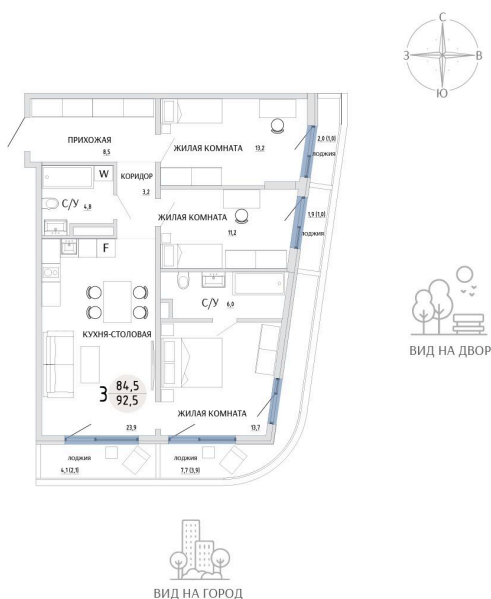 С
З В
Ю
ПРИХОЖАЯ
8,5
ЖИЛАЯ КОМНАТА
13,2
2,0 (1,0)
ЛОДЖИЯ
W
КОРИДОР
3,2
С/У 4,8
ЖИЛАЯ КОМНАТА
11,2
1,9 (1,0)
ЛОДЖИЯ
F
С/У 6,0
КУХНЯ-СТОЛОВАЯ
3 84,5
92,5
23,9
ЖИЛАЯ КОМНАТА
13,7
ЛОДЖИЯ
4,1 (2,1)
ЛОДЖИЯ
7,7 (3,9)
ВИД НА ДВОР
ВИД НА ГОРОД